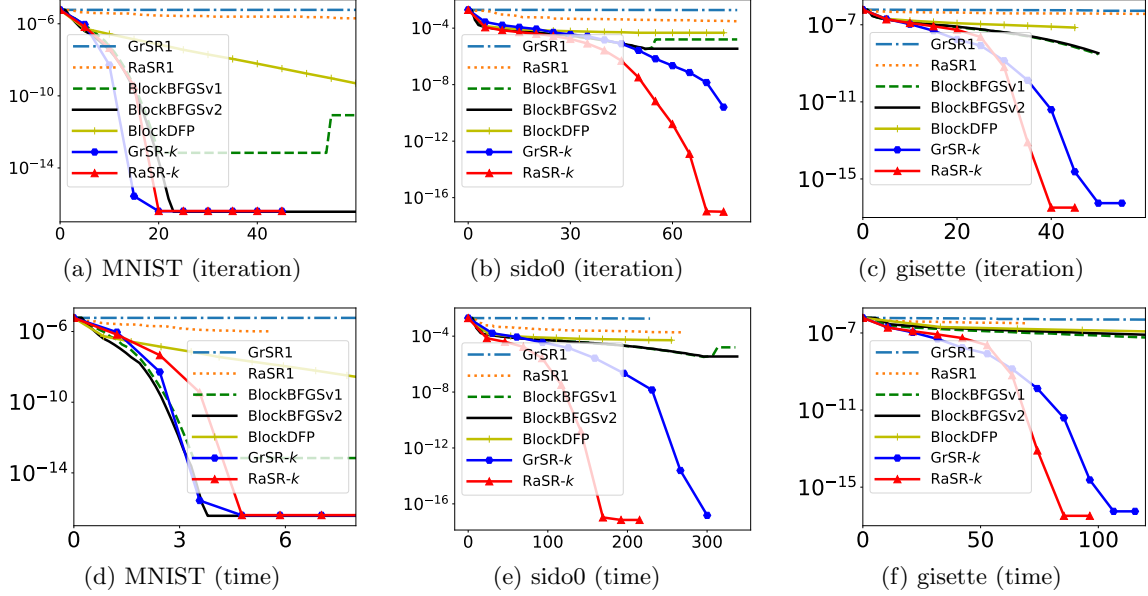 10⁻⁶
10⁻¹⁰
10⁻¹⁴
GrSR1
RaSR1
BlockBFGSv1
BlockBFGSv2
BlockDFP
GrSR-k
RaSR-k
0 20 40
(a) MNIST (iteration)
10⁻⁴
10⁻⁸
10⁻¹²
10⁻¹⁶
GrSR1
RaSR1
BlockBFGSv1
BlockBFGSv2
BlockDFP
GrSR-k
RaSR-k
0 30 60
(b) sido0 (iteration)
10⁻⁷
10⁻¹¹
10⁻¹⁵
GrSR1
RaSR1
BlockBFGSv1
BlockBFGSv2
BlockDFP
GrSR-k
RaSR-k
0 20 40
(c) gisette (iteration)
10⁻⁶
10⁻¹⁰
10⁻¹⁴
GrSR1
RaSR1
BlockBFGSv1
BlockBFGSv2
BlockDFP
GrSR-k
RaSR-k
0 3 6
(d) MNIST (time)
10⁻⁴
10⁻⁸
10⁻¹²
10⁻¹⁶
GrSR1
RaSR1
BlockBFGSv1
BlockBFGSv2
BlockDFP
GrSR-k
RaSR-k
0 100 200 300
(e) sido0 (time)
10⁻⁷
10⁻¹¹
10⁻¹⁵
GrSR1
RaSR1
BlockBFGSv1
BlockBFGSv2
BlockDFP
GrSR-k
RaSR-k
0 50 100
(f) gisette (time)